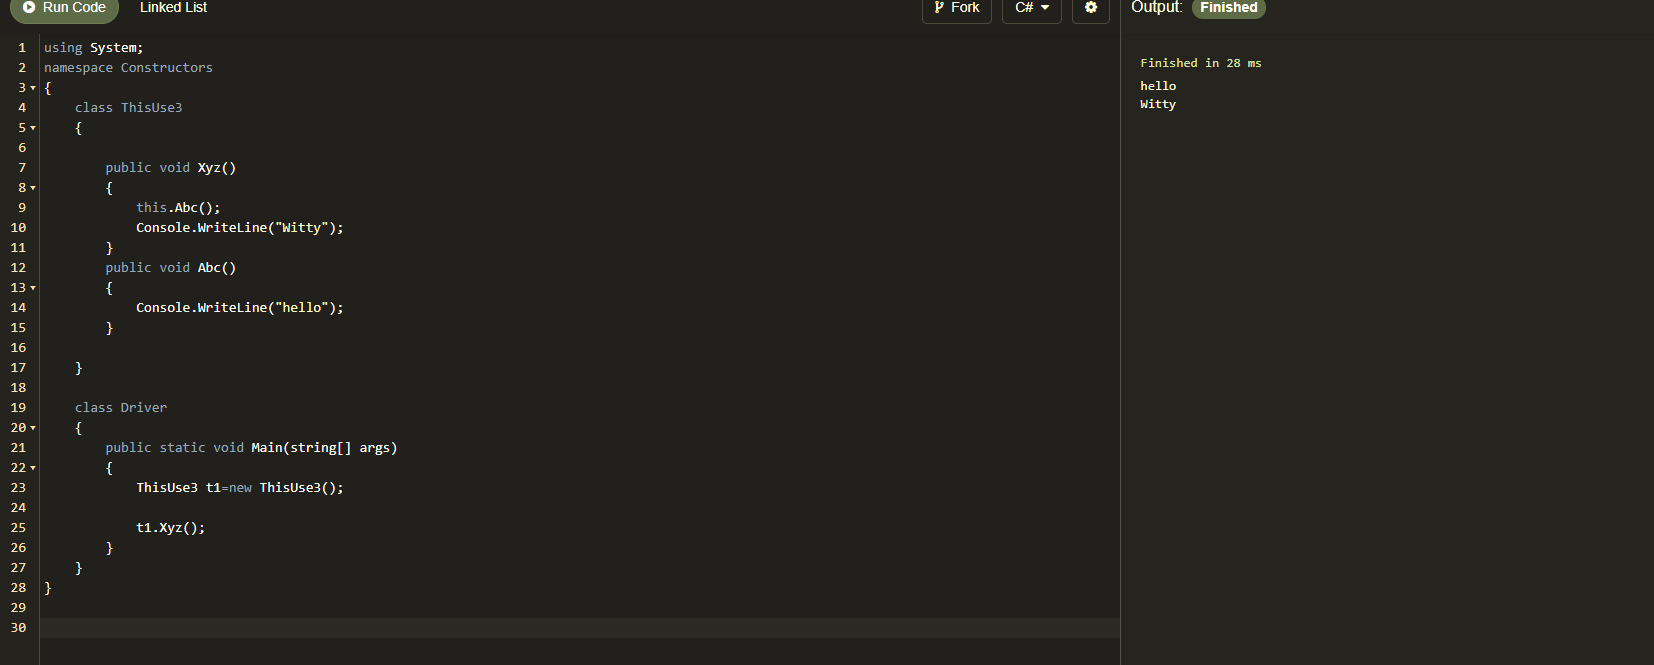 Run Code Linked List Fork C# Output: Finished
1 using System;
2 namespace Constructors
3 {
4     class ThisUse3
5     {
6
7         public void Xyz()
8         {
9             this.Abc();
10             Console.WriteLine("Witty");
11         }
12         public void Abc()
13         {
14             Console.WriteLine("hello");
15         }
16
17     }
18
19     class Driver
20     {
21         public static void Main(string[] args)
22         {
23             ThisUse3 t1=new ThisUse3();
24
25             t1.Xyz();
26         }
27     }
28 }
29
30
Finished in 28 ms
hello
Witty